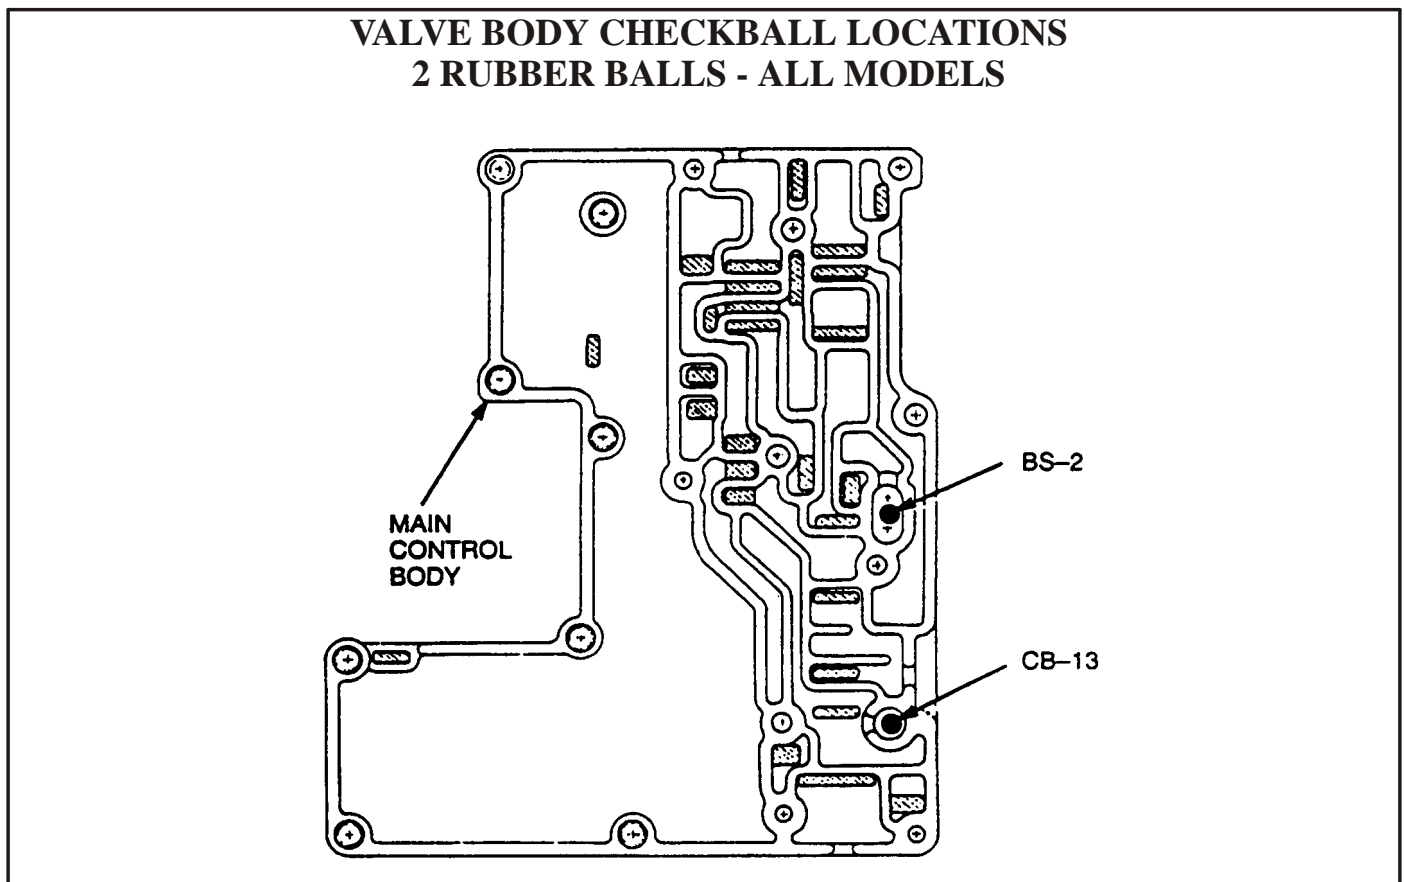 VALVE BODY CHECKBALL LOCATIONS
2 RUBBER BALLS - ALL MODELS
BS–2
MAIN
CONTROL
BODY
CB–13